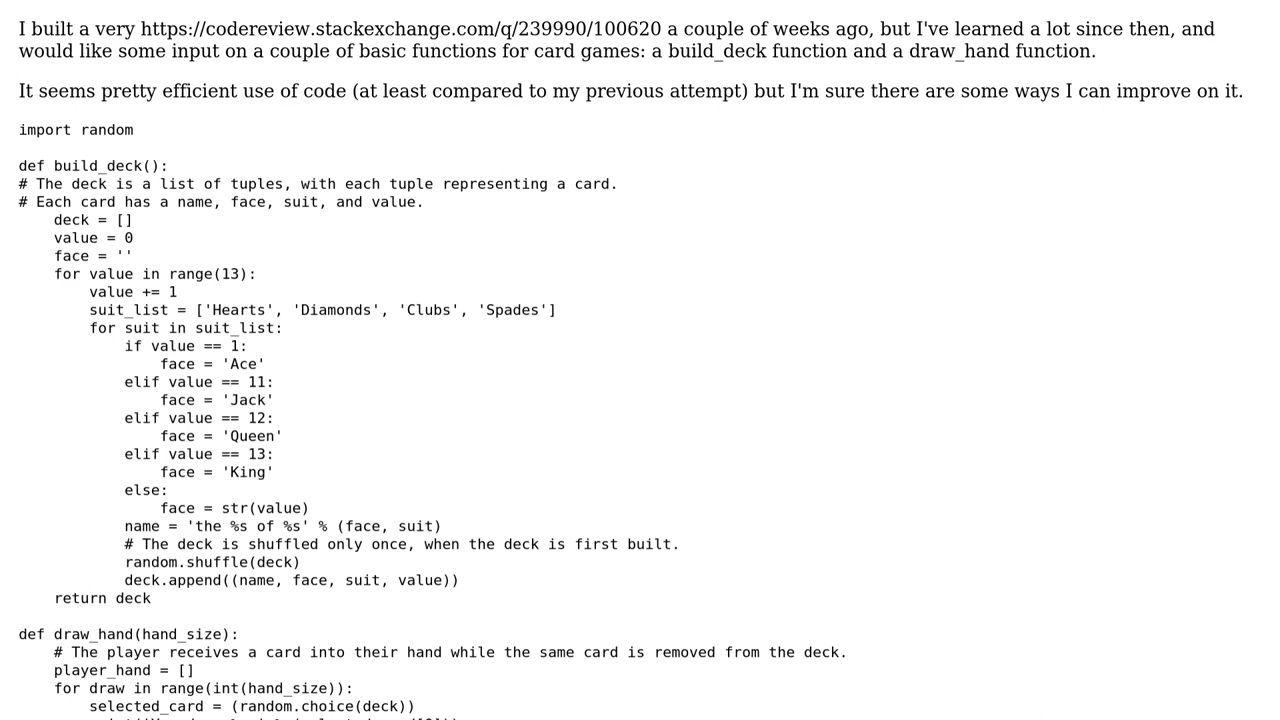 I built a very https://codereview.stackexchange.com/q/239990/100620 a couple of weeks ago, but I've learned a lot since then, and
would like some input on a couple of basic functions for card games: a build_deck function and a draw_hand function.
It seems pretty efficient use of code (at least compared to my previous attempt) but I'm sure there are some ways I can improve on it.
import random
def build_deck():
# The deck is a list of tuples, with each tuple representing a card.
# Each card has a name, face, suit, and value.
    deck = []
    value = 0
    face = ''
    for value in range(13):
        value += 1
        suit_list = ['Hearts', 'Diamonds', 'Clubs', 'Spades']
        for suit in suit_list:
            if value == 1:
                face = 'Ace'
            elif value == 11:
                face = 'Jack'
            elif value == 12:
                face = 'Queen'
            elif value == 13:
                face = 'King'
            else:
                face = str(value)
            name = 'the %s of %s' % (face, suit)
            # The deck is shuffled only once, when the deck is first built.
            random.shuffle(deck)
            deck.append((name, face, suit, value))
    return deck
def draw_hand(hand_size):
    # The player receives a card into their hand while the same card is removed from the deck.
    player_hand = []
    for draw in range(int(hand_size)):
        selected_card = (random.choice(deck))